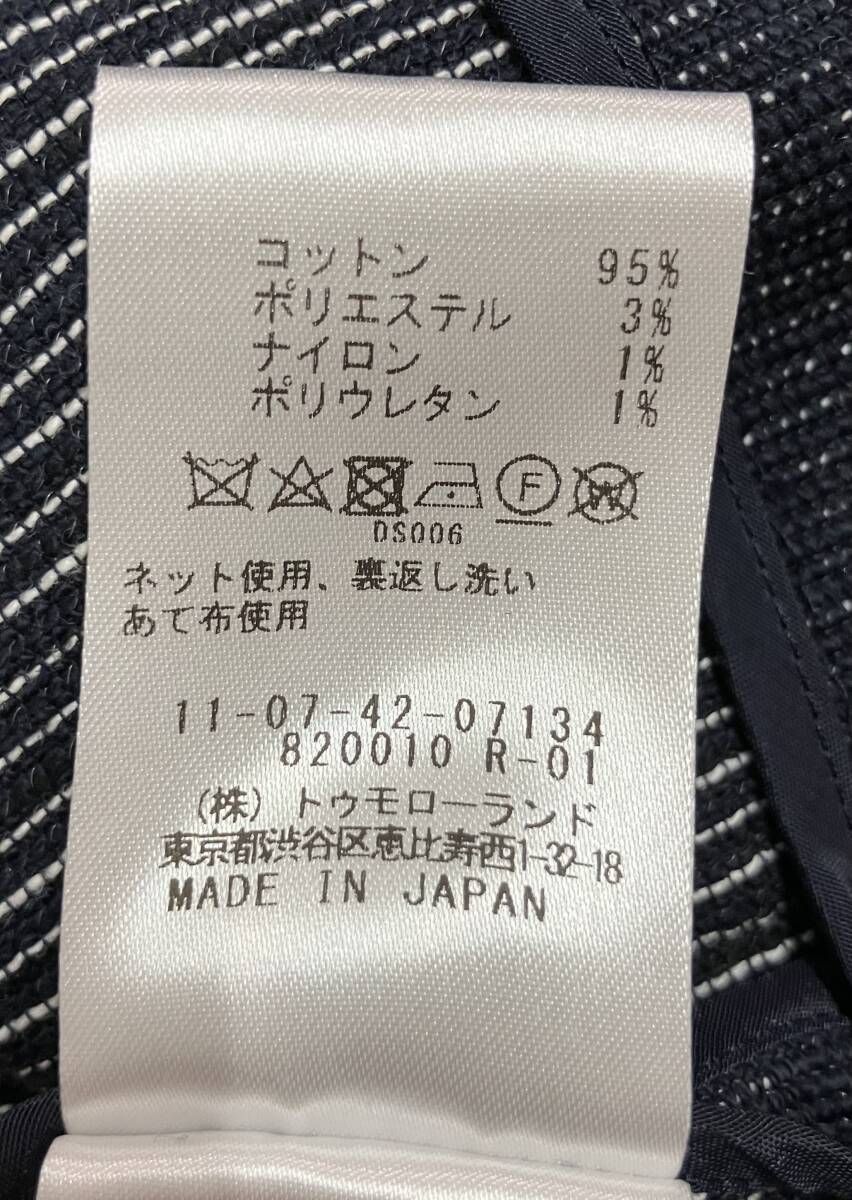 コットン 95%
ポリエステル 3%
ナイロン 1%
ポリウレタン 1%
F W
DS006
ネット使用、裏返し洗い
あて布使用
11-07-42-07134
820010 R-01
(株)トゥモローランド
東京都渋谷区恵比寿西1-32-18
MADE IN JAPAN